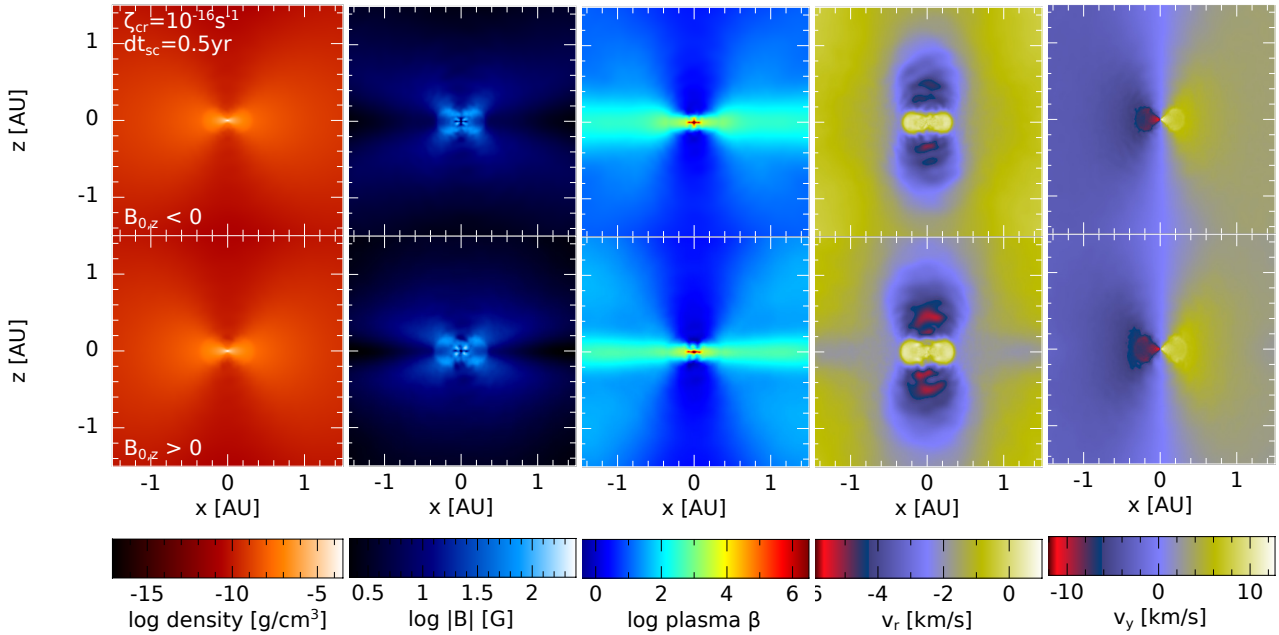 ζcr=10-16s-1
dtsc=0.5yr
B0,z < 0
z [AU]
1
0
-1
B0,z > 0
z [AU]
1
0
-1
-1 0 1
x [AU]
-1 0 1
x [AU]
-1 0 1
x [AU]
-1 0 1
x [AU]
-1 0 1
x [AU]
-15 -10 -5
log density [g/cm3]
0.5 1 1.5 2
log |B| [G]
0 2 4 6
log plasma β
-4 -2 0
vr [km/s]
-10 0 10
vy [km/s]